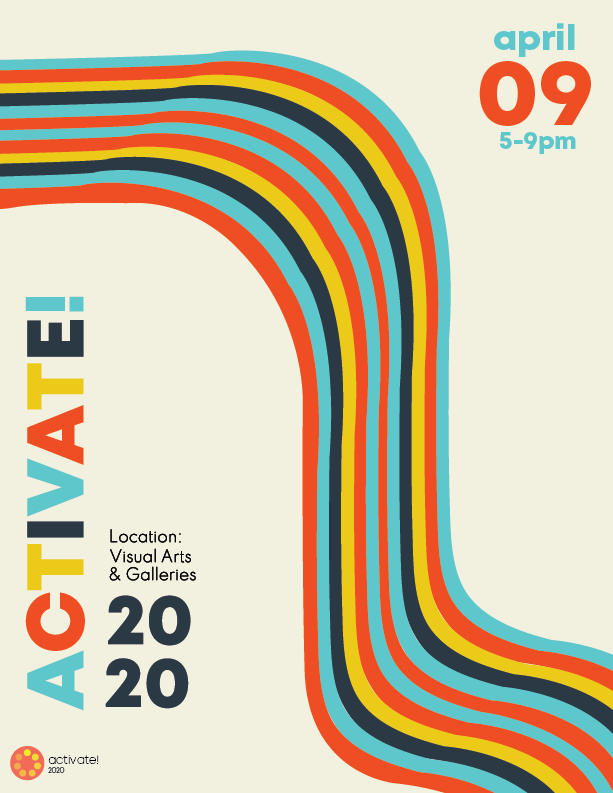 april
09
5-9pm
ACTIVATE!
Location:
Visual Arts
& Galleries
20
20
activate!
2020